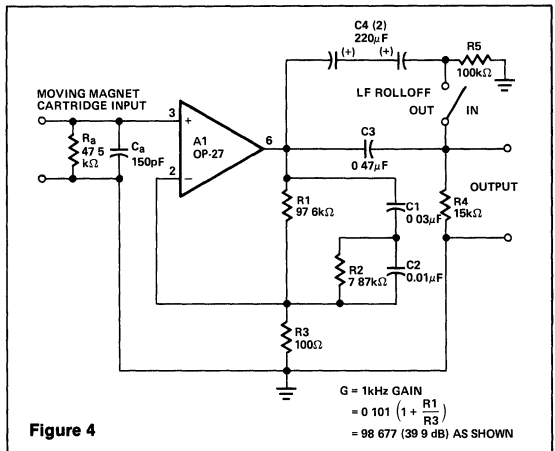 C4 (2)
220µF
(+) (+)
R5
100kΩ
LF ROLLOFF
OUT IN
MOVING MAGNET
CARTRIDGE INPUT
3
+
Ra
47 5
kΩ
Ca
150pF
A1
OP-27
6
2
−
C3
0 47µF
OUTPUT
R1
97 6kΩ
C1
0 03µF
R4
15kΩ
R2
7 87kΩ
C2
0.01µF
R3
100Ω
G = 1kHz GAIN
= 0 101 (1 + R1/R3)
= 98 677 (39 9 dB) AS SHOWN
Figure 4